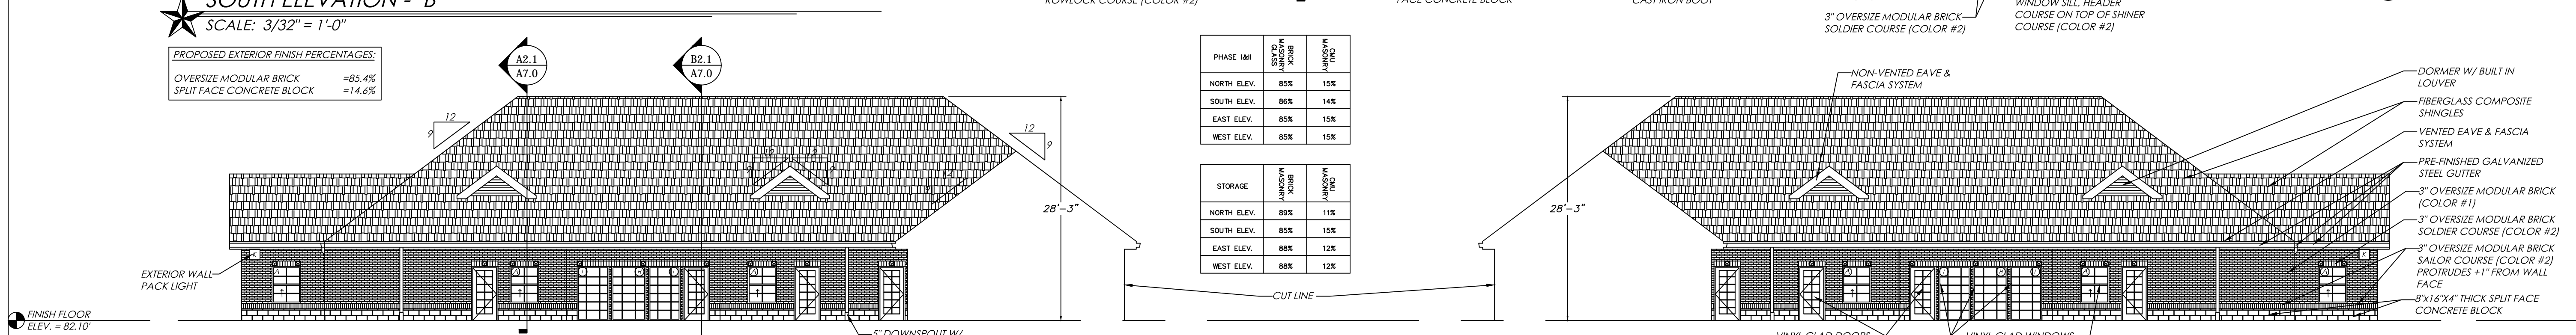 SOUTH ELEVATION - "B"
SCALE: 3/32" = 1'-0"
PROPOSED EXTERIOR FINISH PERCENTAGES:
OVERSIZE MODULAR BRICK =85.4%
SPLIT FACE CONCRETE BLOCK =14.6%
A2.1
A7.0
B2.1
A7.0
12
9
12
9
12
12
9
9
12
9
28'-3"
EXTERIOR WALL
PACK LIGHT
K
A
A
I
H
I
A
FINISH FLOOR
ELEV. = 82.10'
5" DOWNSPOUT W/
ROWLOCK COURSE (COLOR #2)
FACE CONCRETE BLOCK
CAST IRON BOOT
PHASE I&II
BRICK
MASONRY
GLASS
CMU
MASONRY
NORTH ELEV. 85% 15%
SOUTH ELEV. 86% 14%
EAST ELEV. 85% 15%
WEST ELEV. 85% 15%
STORAGE
BRICK
MASONRY
CMU
MASONRY
NORTH ELEV. 89% 11%
SOUTH ELEV. 85% 15%
EAST ELEV. 88% 12%
WEST ELEV. 88% 12%
CUT LINE
28'-3"
3" OVERSIZE MODULAR BRICK
SOLDIER COURSE (COLOR #2)
WINDOW SILL, HEADER
COURSE ON TOP OF SHINER
COURSE (COLOR #2)
NON-VENTED EAVE &
FASCIA SYSTEM
DORMER W/ BUILT IN
LOUVER
FIBERGLASS COMPOSITE
SHINGLES
VENTED EAVE & FASCIA
SYSTEM
PRE-FINISHED GALVANIZED
STEEL GUTTER
3" OVERSIZE MODULAR BRICK
(COLOR #1)
3" OVERSIZE MODULAR BRICK
SOLDIER COURSE (COLOR #2)
3" OVERSIZE MODULAR BRICK
SAILOR COURSE (COLOR #2)
PROTRUDES +1" FROM WALL
FACE
8"x16"X4" THICK SPLIT FACE
CONCRETE BLOCK
A
I
H
I
A
A
K
VINYL CLAD DOORS
VINYL CLAD WINDOWS